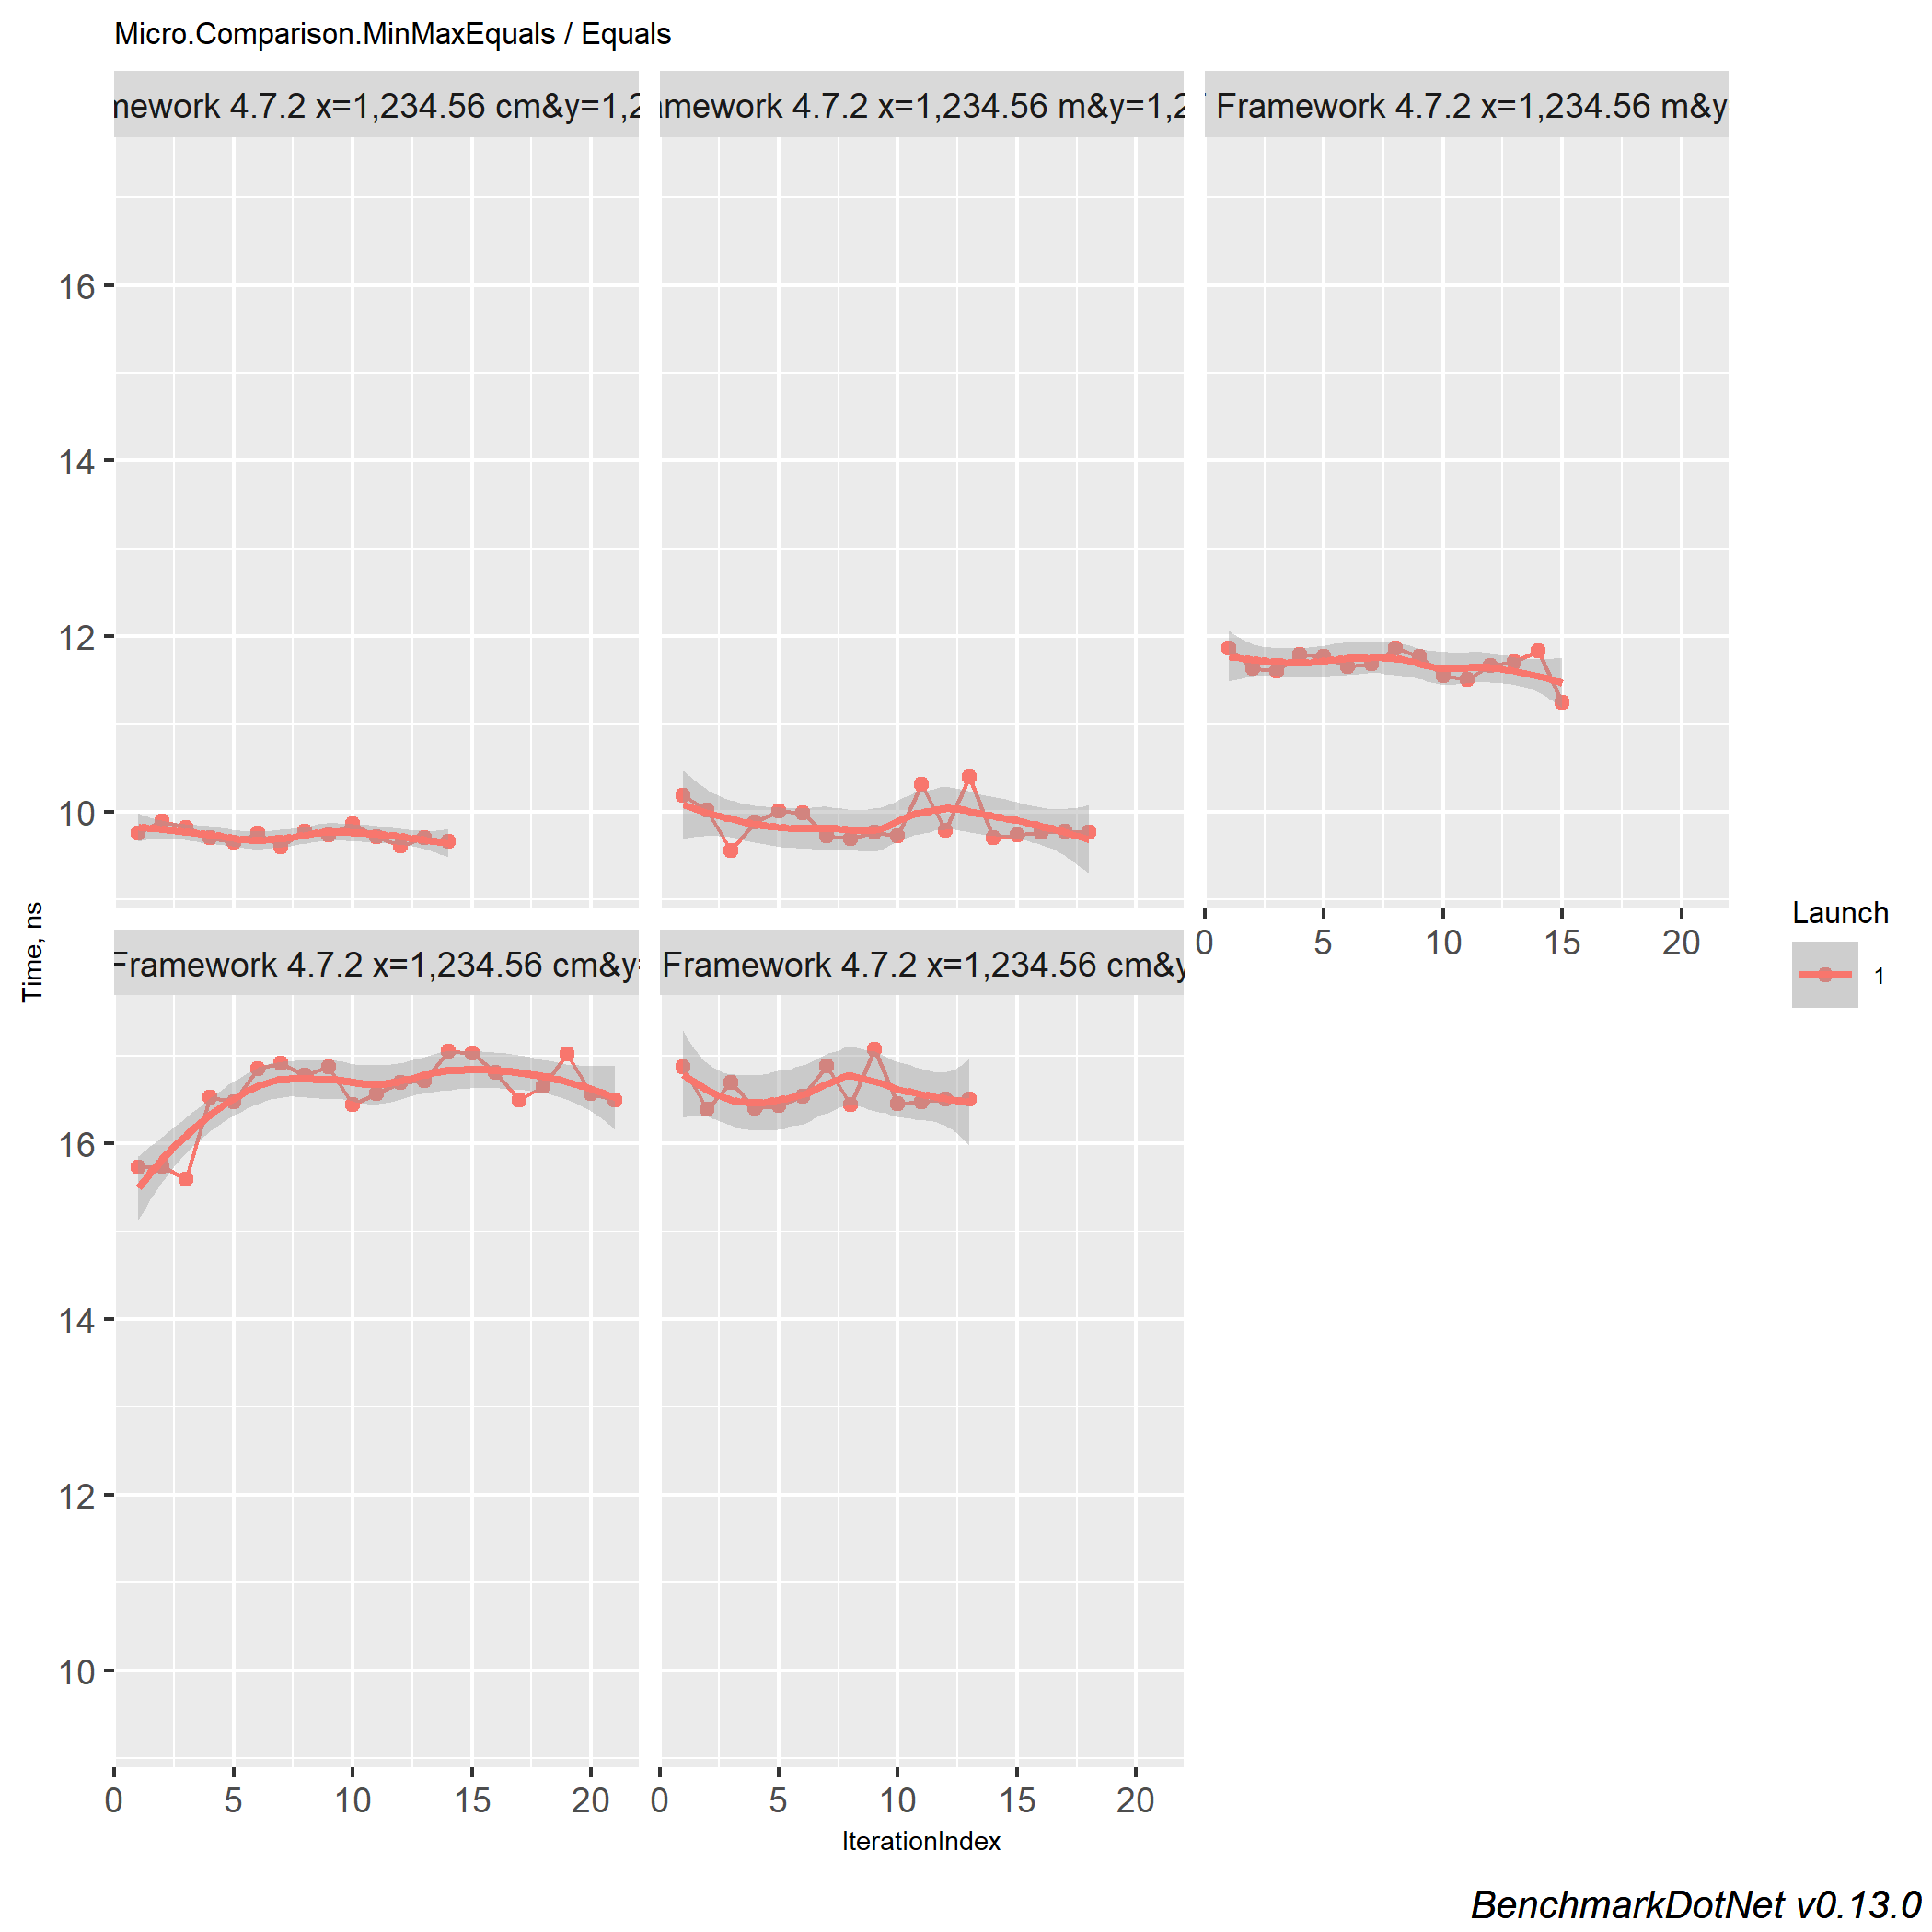 Micro.Comparison.MinMaxEquals / Equals
mework 4.7.2 x=1,234.56 cm&y=1,2
amework 4.7.2 x=1,234.56 m&y=1,2
Framework 4.7.2 x=1,234.56 m&y
16
14
12
10
0 5 10 15 20
Time, ns
Launch
1
Framework 4.7.2 x=1,234.56 cm&y=
Framework 4.7.2 x=1,234.56 cm&y
16
14
12
10
0 5 10 15 20
0 5 10 15 20
IterationIndex
BenchmarkDotNet v0.13.0